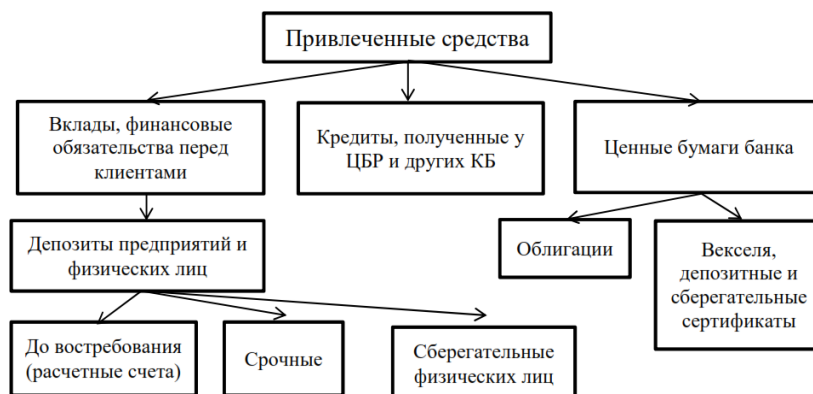 Привлеченные средства
Вклады, финансовые
обязательства перед
клиентами
Кредиты, полученные у
ЦБР и других КБ
Ценные бумаги банка
Депозиты предприятий и
физических лиц
Облигации
Векселя,
депозитные и
сберегательные
сертификаты
До востребования
(расчетные счета)
Срочные
Сберегательные
физических лиц